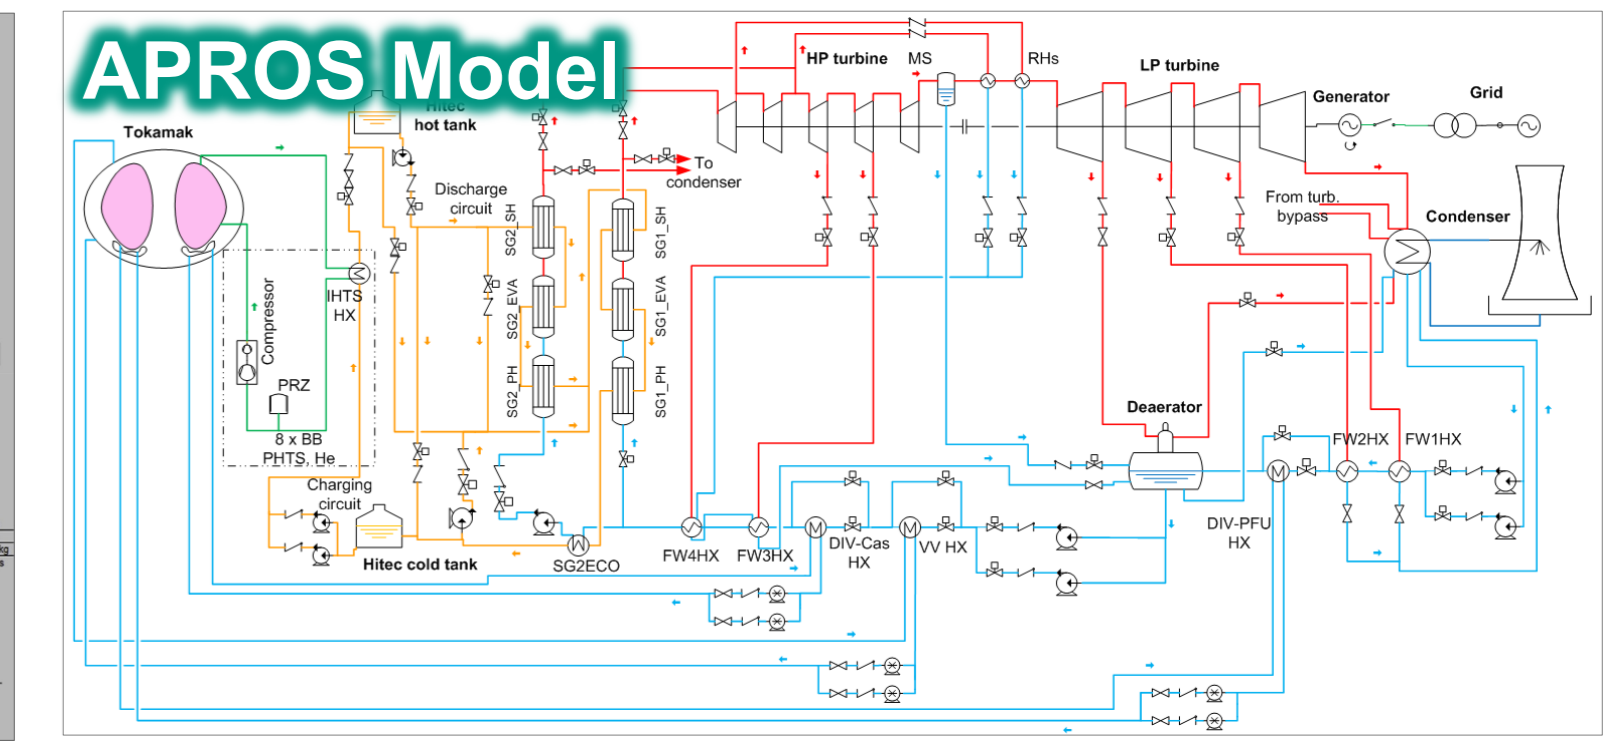 APROS Model
HP turbine
MS
RHs
LP turbine
Generator
Grid
Hitec
hot tank
Tokamak
To
condenser
Discharge
circuit
SG2_SH
SG1_SH
From turb.
bypass
Condenser
IHTS
HX
SG2_EVA
SG1_EVA
Compressor
PRZ
SG2_PH
SG1_PH
Deaerator
8 x BB
PHTS, He
FW2HX
FW1HX
Charging
circuit
Hitec cold tank
SG2ECO
FW4HX
FW3HX
DIV-Cas
HX
VV HX
DIV-PFU
HX
kg
s